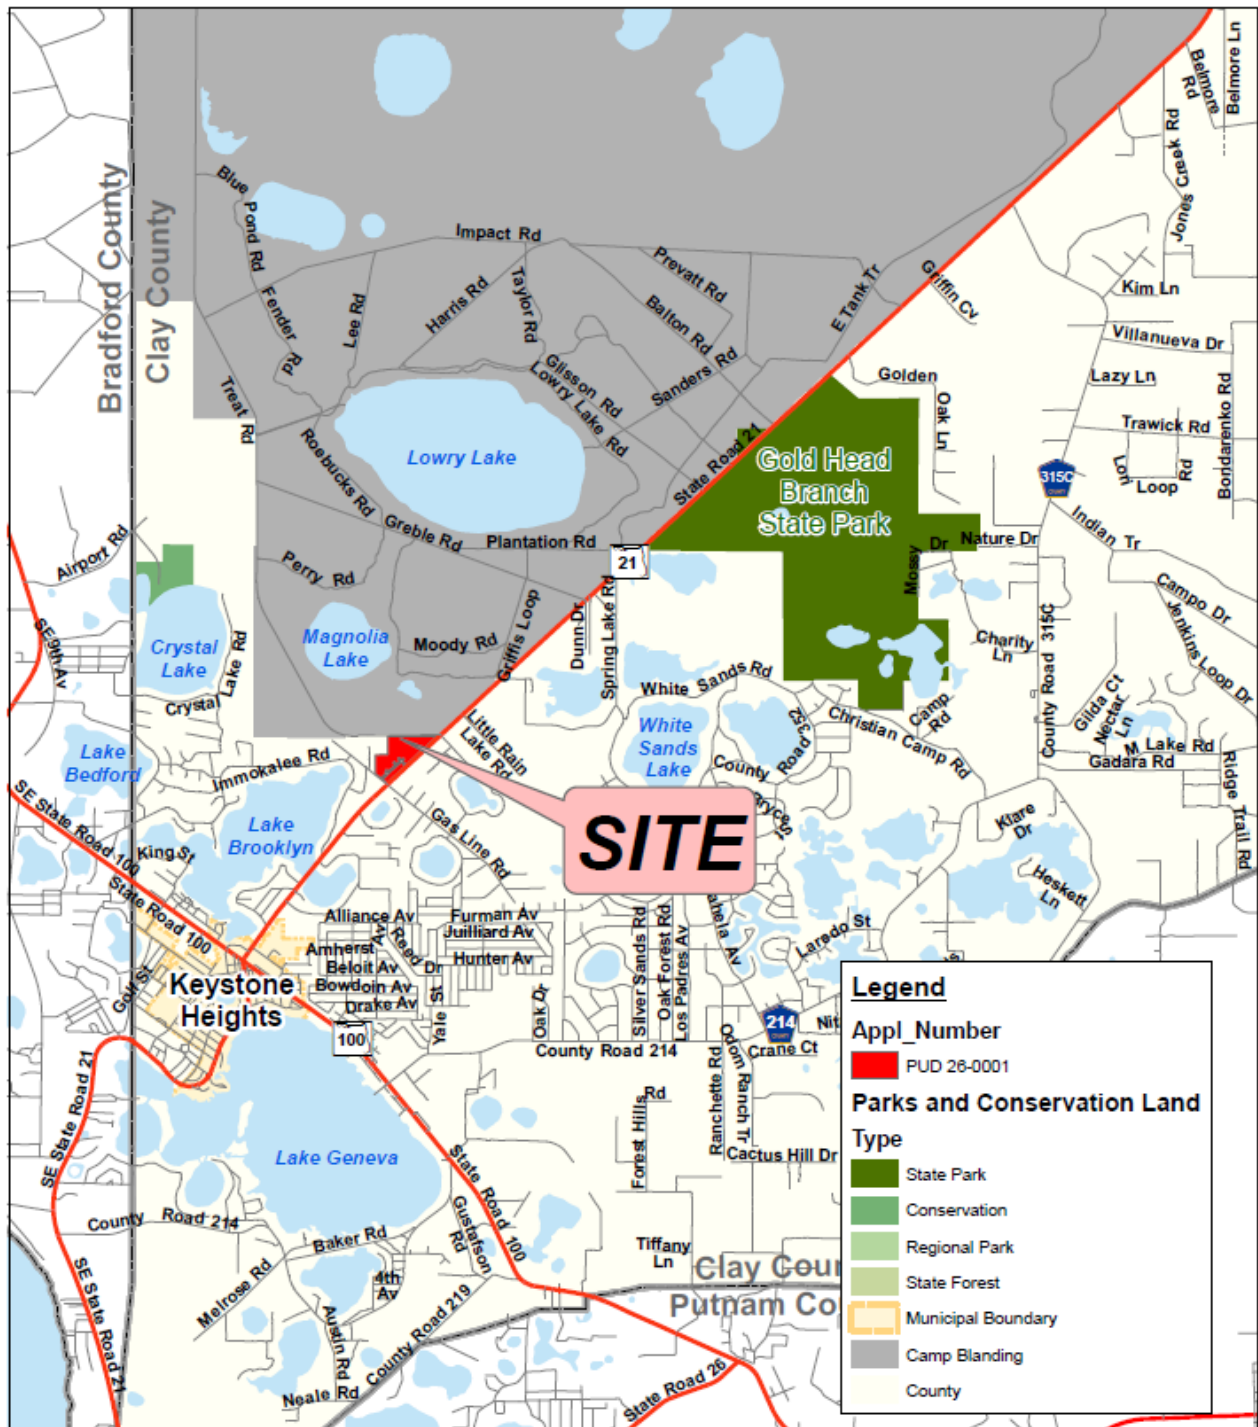 Belmore Ln
Belmore
Rd
Jones Creek Rd
Bradford County
Clay County
Blue
Pond Rd
Impact Rd
Prevatt Rd
Griffin Cv
Fender
Rd
Lee Rd
Harris Rd
Taylor Rd
Balton Rd
E Tank Tr
Kim Ln
Villanueva Dr
Treat Rd
Glisson Rd
Lowry Lake Rd
Sanders Rd
Golden
Oak Ln
Lazy Ln
Trawick Rd
Bondarenko Rd
Roebucks Rd
Lowry Lake
State Road 21
Gold Head
Branch
State Park
315C
Lori
Loop
Rd
Indian Tr
Airport Rd
Greble Rd
Plantation Rd
21
Mossy
Dr
Nature Dr
Campo Dr
Perry Rd
SE 9th Av
Crystal
Lake
Crystal
Lake Rd
Magnolia
Lake
Moody Rd
Griffis Loop
Dunn Dr
Spring Lake Rd
Charity
Ln
County Road 315C
Jenkins
Loop Dr
White Sands Rd
Camp
Rd
Gilda Ct
Nectar
Ln
Lake
Bedford
Immokalee Rd
Little Rain
Lake Rd
White
Sands
Lake
County
Road 352
Christian Camp Rd
M Lake Rd
Gadara Rd
Ridge
Trail Rd
SE State Road 100
King St
Lake
Brooklyn
Gas Line Rd
SITE
Bryce St
Klare
Dr
Heskett
Ln
State Road 100
Alliance Av
Furman Av
Juilliard Av
Amherst
Av
Reed
Dr
Hunter Av
Beloit Av
Bowdoin Av
Drake Av
Yale St
Oak Dr
Silver Sands Rd
Oak Forest Rd
Los Padres Av
ahela Av
Laredo St
Golf St
Keystone
Heights
100
County Road 214
214
Nit
Crane Ct
SE State Road 21
Lake Geneva
State Road 100
Forest Hills
Rd
Ranchette Rd
Odom Ranch Tr
Cactus Hill Dr
County Road 214
Baker Rd
Gustafson
Rd
Melrose Rd
4th
Av
Tiffany
Ln
Clay Coun
Putnam Co
SE State Road 21
Austin Rd
County Road 219
Neale Rd
State Road 26
Legend
Appl_Number
PUD 26-0001
Parks and Conservation Land
Type
State Park
Conservation
Regional Park
State Forest
Municipal Boundary
Camp Blanding
County